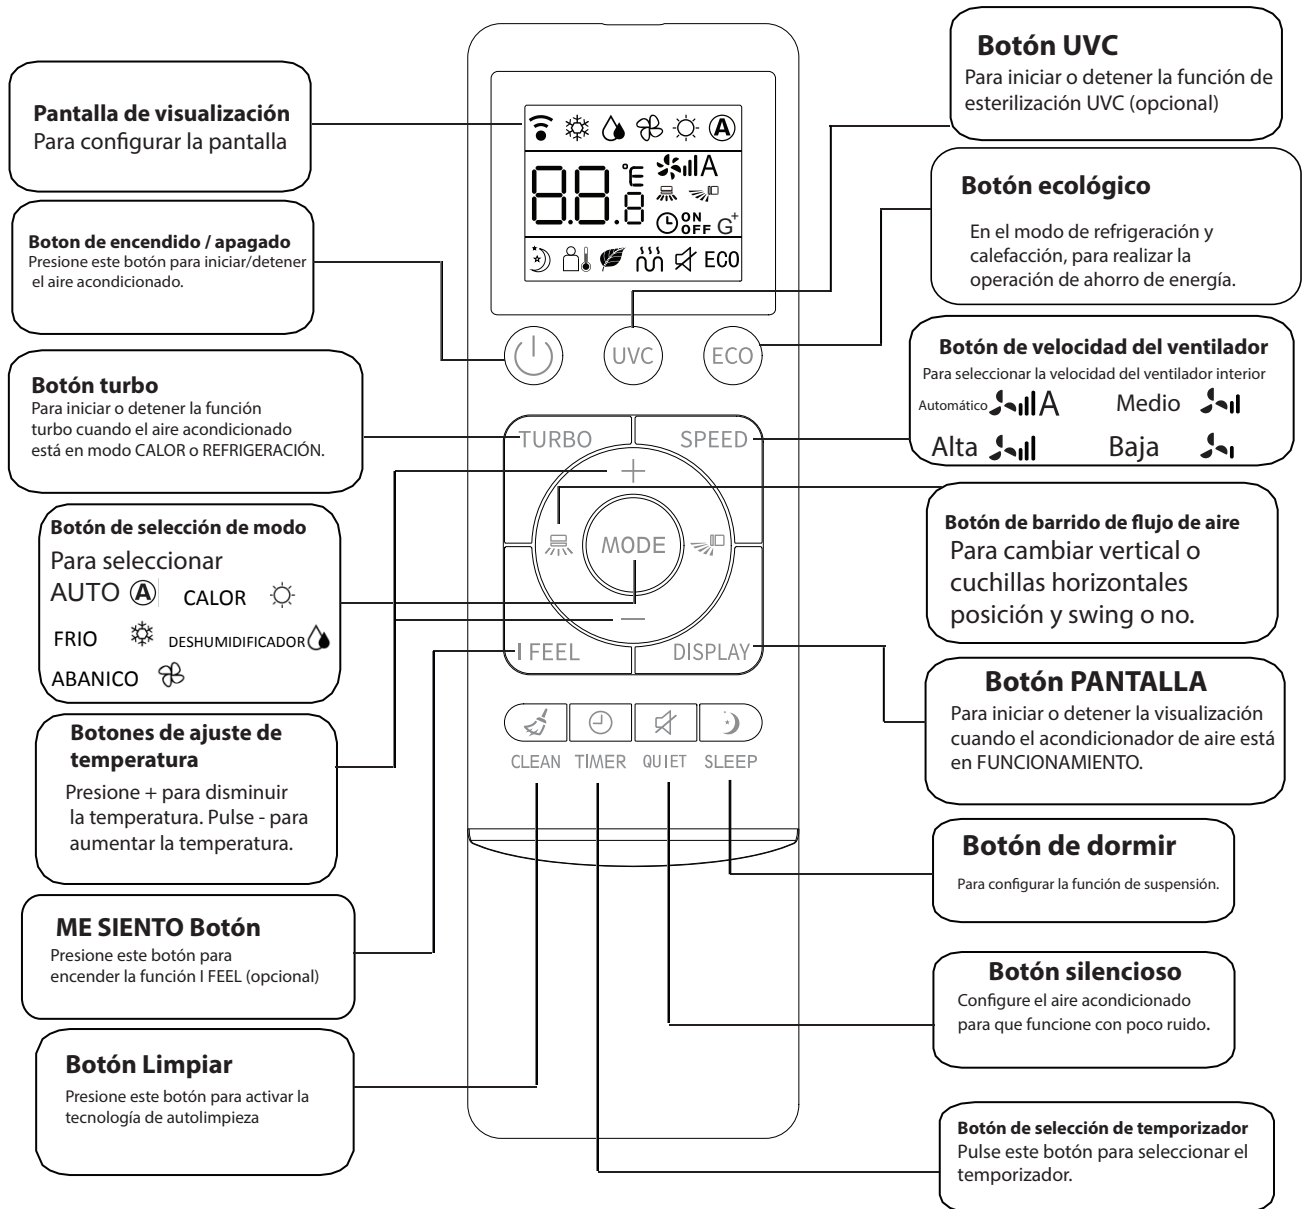 Pantalla de visualización
Para configurar la pantalla
Boton de encendido / apagado
Presione este botón para iniciar/detener
el aire acondicionado.
Botón turbo
Para iniciar o detener la función
turbo cuando el aire acondicionado
está en modo CALOR o REFRIGERACIÓN.
Botón de selección de modo
Para seleccionar
AUTO A CALOR
FRIO DESHUMIDIFICADOR
ABANICO
Botones de ajuste de
temperatura
Presione + para disminuir
la temperatura. Pulse - para
aumentar la temperatura.
ME SIENTO Botón
Presione este botón para
encender la función I FEEL (opcional)
Botón Limpiar
Presione este botón para activar la
tecnología de autolimpieza
A
88.8 °E A
ON
OFF G+
ECO
UVC ECO
TURBO SPEED
+
MODE
−
I FEEL DISPLAY
CLEAN TIMER QUIET SLEEP
Botón UVC
Para iniciar o detener la función de
esterilización UVC (opcional)
Botón ecológico
En el modo de refrigeración y
calefacción, para realizar la
operación de ahorro de energía.
Botón de velocidad del ventilador
Para seleccionar la velocidad del ventilador interior
Automático A Medio
Alta Baja
Botón de barrido de flujo de aire
Para cambiar vertical o
cuchillas horizontales
posición y swing o no.
Botón PANTALLA
Para iniciar o detener la visualización
cuando el acondicionador de aire está
en FUNCIONAMIENTO.
Botón de dormir
Para configurar la función de suspensión.
Botón silencioso
Configure el aire acondicionado
para que funcione con poco ruido.
Botón de selección de temporizador
Pulse este botón para seleccionar el
temporizador.